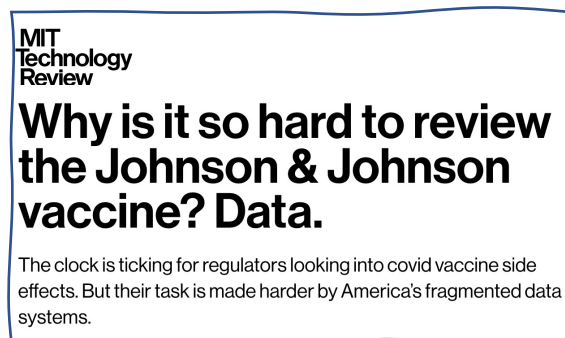 MIT
Technology
Review
Why is it so hard to review
the Johnson & Johnson
vaccine? Data.
The clock is ticking for regulators looking into covid vaccine side
effects. But their task is made harder by America's fragmented data
systems.